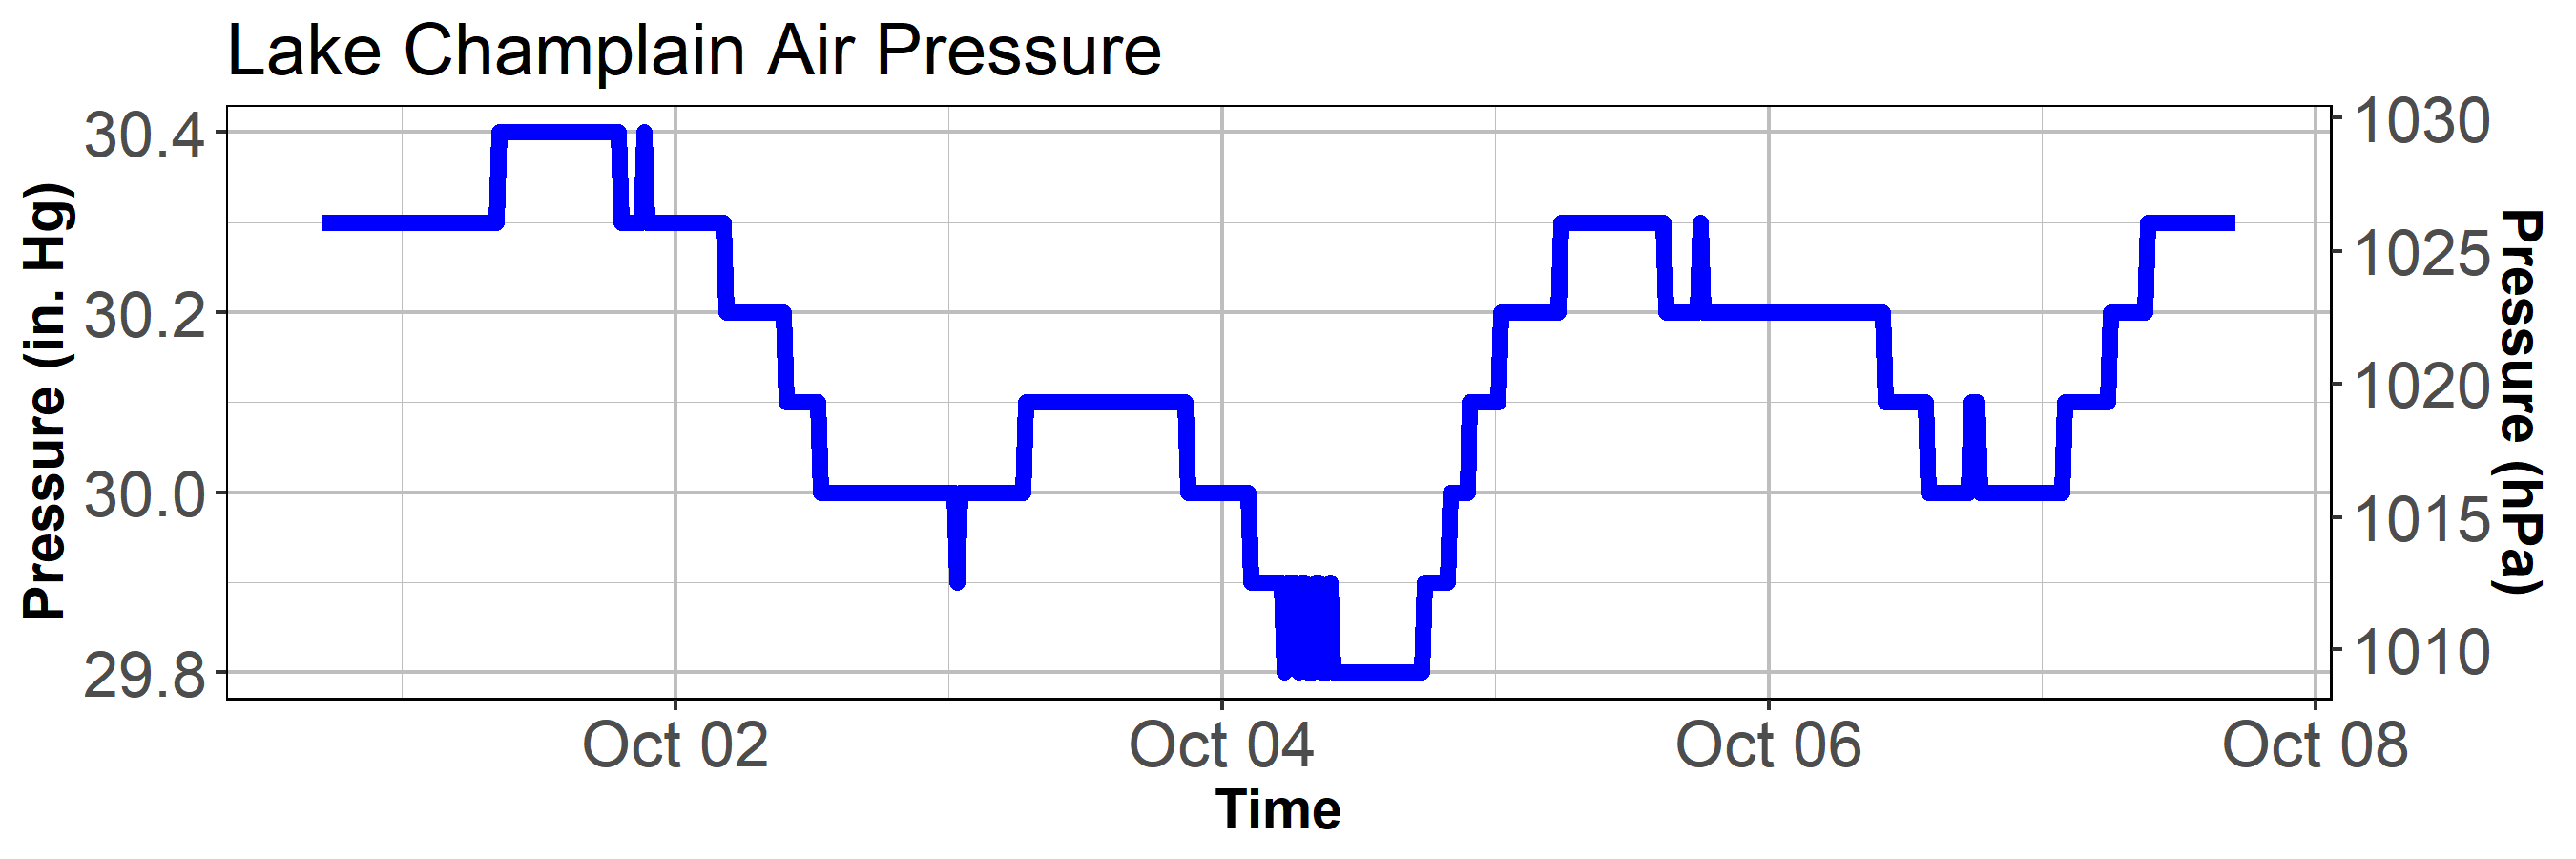 Lake Champlain Air Pressure
Pressure (in. Hg)
30.4
30.2
30.0
29.8
1030
1025
1020
1015
1010
Pressure (hPa)
Oct 02 Oct 04 Oct 06 Oct 08
Time